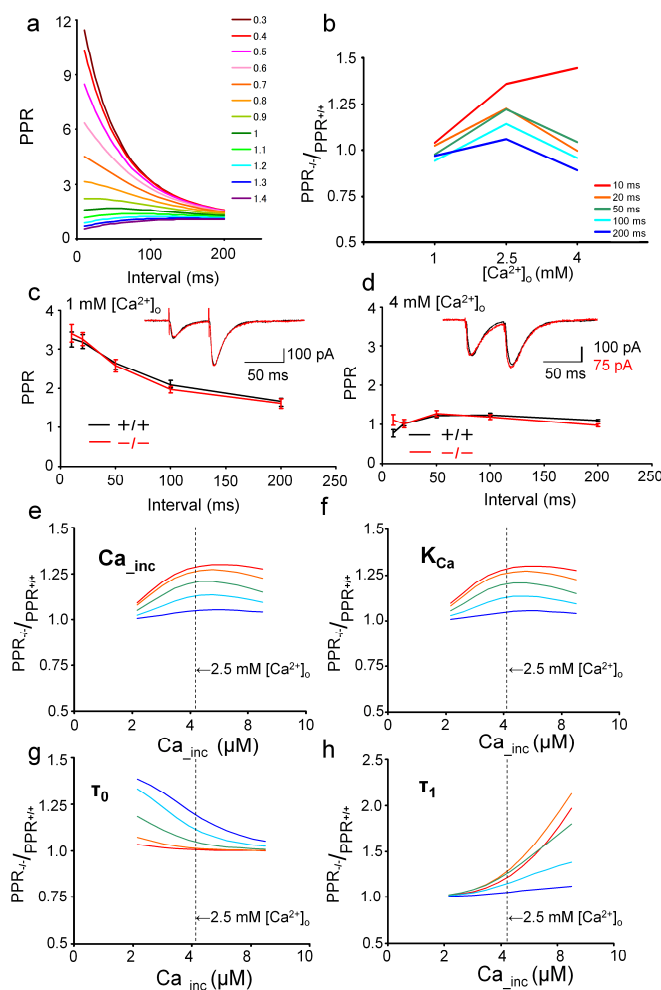 a
12
9
6
3
0
PPR
0
100
200
Interval (ms)
0.3
0.4
0.5
0.6
0.7
0.8
0.9
1
1.1
1.2
1.3
1.4
b
1.5
1.25
1.0
0.75
0.5
PPR-/-/PPR+/+
1
2.5
4
[Ca²⁺]ₒ (mM)
10 ms
20 ms
50 ms
100 ms
200 ms
c
1 mM [Ca²⁺]ₒ
100 pA
50 ms
4
3
2
1
0
PPR
+/+
−/−
0 50 100 150 200 250
Interval (ms)
d
4 mM [Ca²⁺]ₒ
100 pA
50 ms
75 pA
4
3
2
1
0
PPR
+/+
−/−
0 50 100 150 200 250
Interval (ms)
e
Ca_inc
1.5
1.25
1.0
0.75
0.5
PPR-/-/PPR+/+
←2.5 mM [Ca²⁺]ₒ
0 2 4 6 8 10
Ca_inc (µM)
f
K_Ca
1.5
1.25
1.0
0.75
0.5
PPR-/-/PPR+/+
←2.5 mM [Ca²⁺]ₒ
0 2 4 6 8 10
Ca_inc (µM)
g
τ₀
1.5
1.25
1.0
0.75
0.5
PPR-/-/PPR+/+
←2.5 mM [Ca²⁺]ₒ
0 2 4 6 8 10
Ca_inc (µM)
h
τ₁
2.5
2.0
1.5
1.0
0.5
PPR-/-/PPR+/+
←2.5 mM [Ca²⁺]ₒ
0 2 4 6 8 10
Ca_inc (µM)